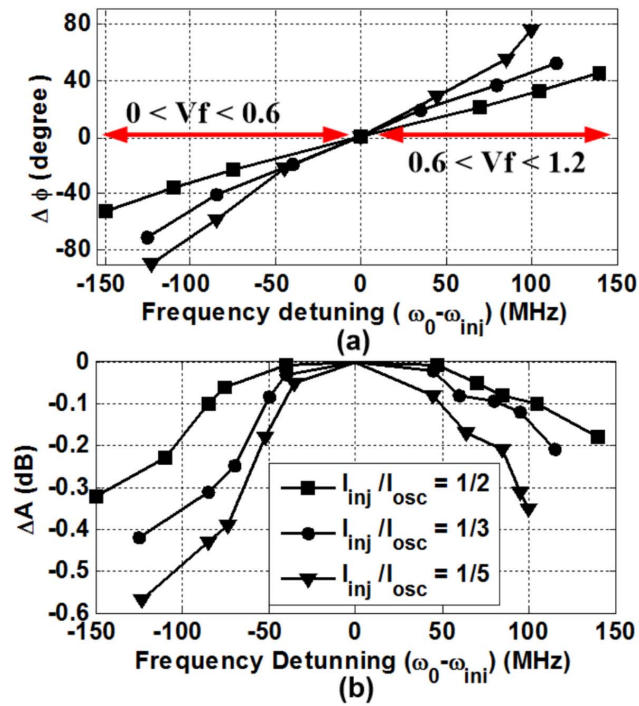 80
40
0
-40
-80
Δ ϕ (degree)
0 < Vf < 0.6
0.6 < Vf < 1.2
-150 -100 -50 0 50 100 150
Frequency detuning ( ω0-ωinj) (MHz)
(a)
0
-0.1
-0.2
-0.3
-0.4
-0.5
-0.6
ΔA (dB)
Iinj /Iosc = 1/2
Iinj /Iosc = 1/3
Iinj /Iosc = 1/5
-150 -100 -50 0 50 100 150
Frequency Detunning (ω0-ωinj) (MHz)
(b)